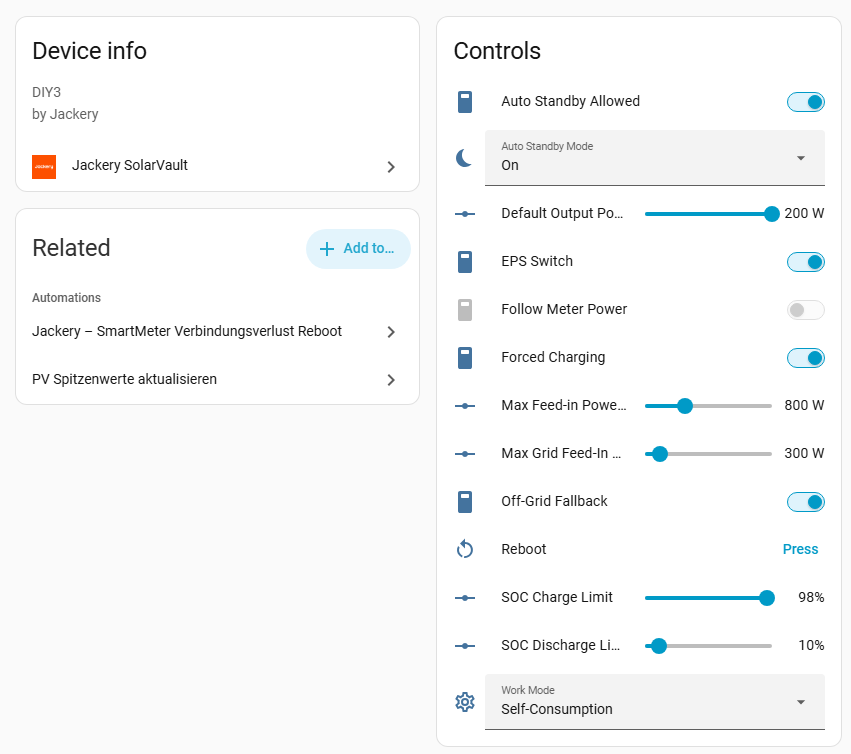 Device info
DIY3
by Jackery
Jackery
Jackery SolarVault
Related
Add to...
Automations
Jackery – SmartMeter Verbindungsverlust Reboot
PV Spitzenwerte aktualisieren
Controls
Auto Standby Allowed
Auto Standby Mode
On
Default Output Po... 200 W
EPS Switch
Follow Meter Power
Forced Charging
Max Feed-in Powe... 800 W
Max Grid Feed-In ... 300 W
Off-Grid Fallback
Reboot Press
SOC Charge Limit 98%
SOC Discharge Li... 10%
Work Mode
Self-Consumption